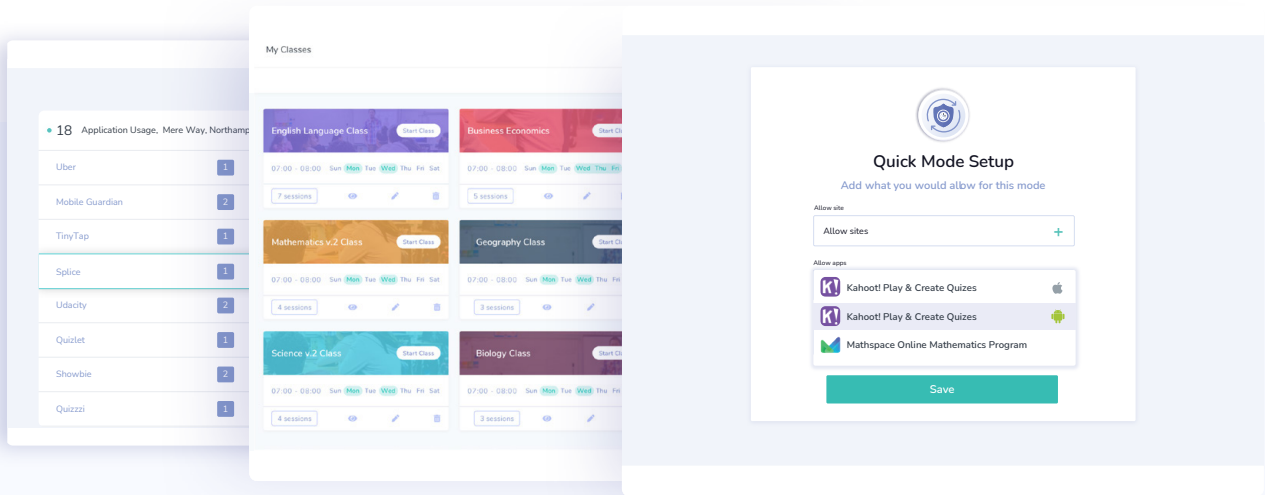 18 Application Usage, Mere Way, Northamp
Uber 1
Mobile Guardian 2
TinyTap 1
Splice 1
Udacity 2
Quizlet 1
Showbie 2
Quizzzi 1
My Classes
English Language Class Start Class
07:00 - 08:00 Sun Mon Tue Wed Thu Fri Sat
7 sessions
Business Economics Start
07:00 - 08:00 Sun Mon Tue Wed Thu Fri
5 sessions
Mathematics v.2 Class Start Class
07:00 - 08:00 Sun Mon Tue Wed Thu Fri Sat
4 sessions
Geography Class Start
07:00 - 08:00 Sun Mon Tue Wed Thu Fri
3 sessions
Science v.2 Class Start Class
07:00 - 08:00 Sun Mon Tue Wed Thu Fri Sat
4 sessions
Biology Class Start
07:00 - 08:00 Sun Mon Tue Wed Thu Fri
3 sessions
Quick Mode Setup
Add what you would allow for this mode
Allow site
Allow sites +
Allow apps
K! Kahoot! Play & Create Quizes
K! Kahoot! Play & Create Quizes
Mathspace Online Mathematics Program
Save